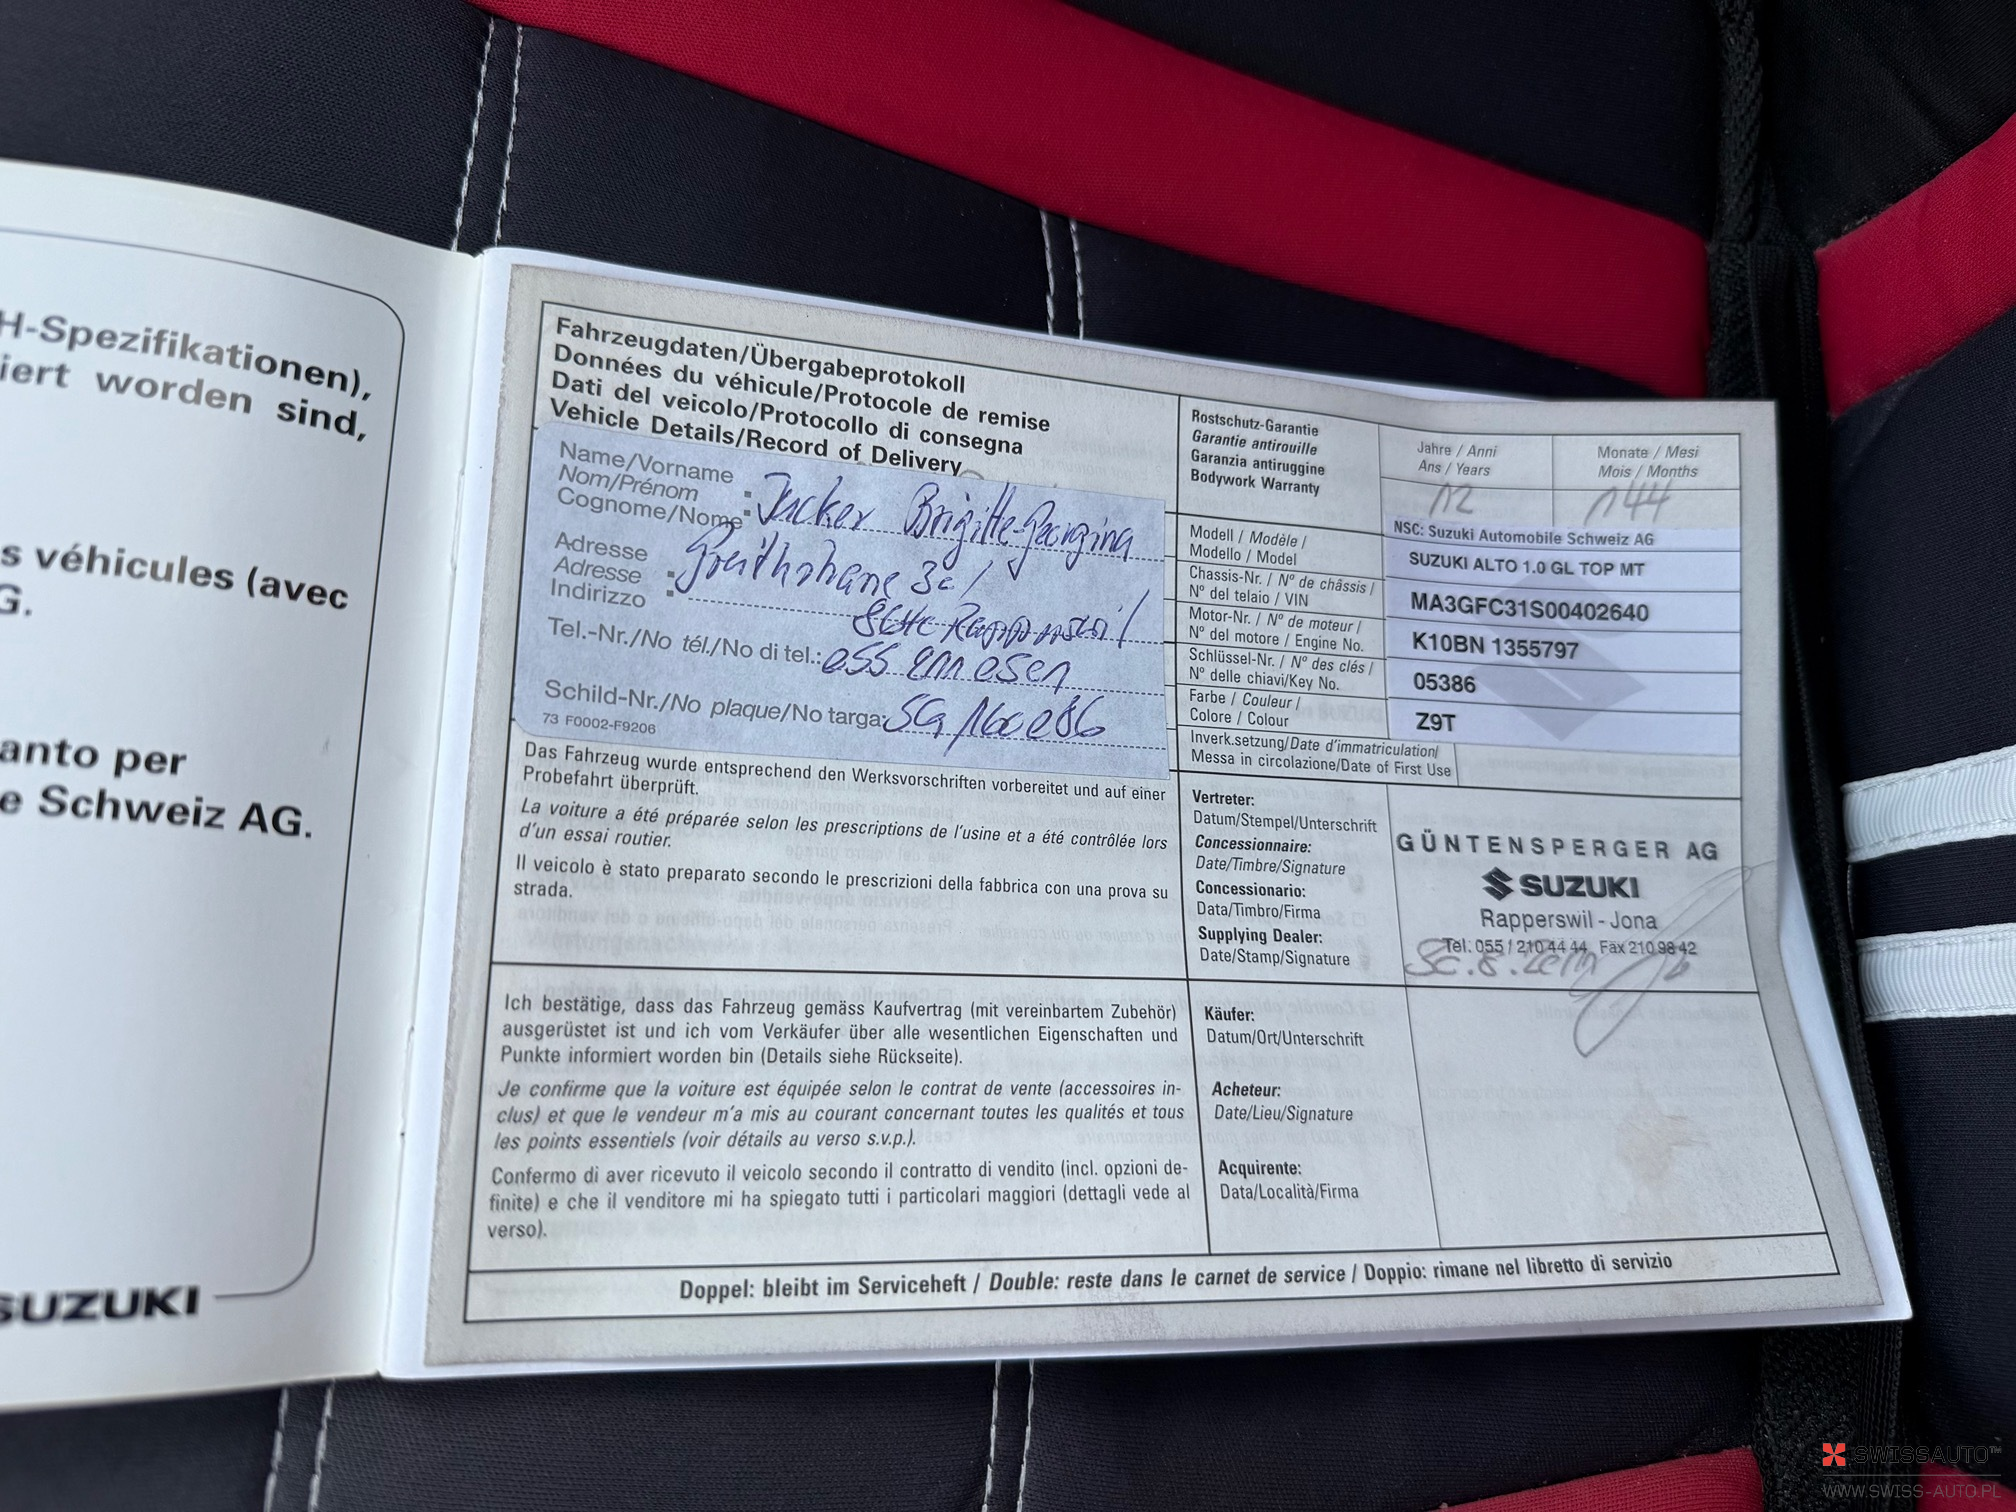 H-Spezifikationen),
iert worden sind,
s véhicules (avec
G.
anto per
e Schweiz AG.
SUZUKI
Fahrzeugdaten/Übergabeprotokoll
Données du véhicule/Protocole de remise
Dati del veicolo/Protocollo di consegna
Vehicle Details/Record of Delivery
Name/Vorname
Nom/Prénom
Cognome/Nome: Jucker Brigitte-Georgina
Adresse
Adresse
Indirizzo : 3c/
Tel.-Nr./No tél./No di tel.: 055
Schild-Nr./No plaque/No targa: SG
73 F0002-F9206
Das Fahrzeug wurde entsprechend den Werksvorschriften vorbereitet und auf einer
Probefahrt überprüft.
La voiture a été préparée selon les prescriptions de l'usine et a été contrôlée lors
d'un essai routier.
Il veicolo è stato preparato secondo le prescrizioni della fabbrica con una prova su
strada.
Rostschutz-Garantie
Garantie antirouille
Garanzia antiruggine
Bodywork Warranty
Jahre / Anni
Ans / Years
12
Monate / Mesi
Mois / Months
144
NSC: Suzuki Automobile Schweiz AG
Modell / Modèle /
Modello / Model
SUZUKI ALTO 1.0 GL TOP MT
Chassis-Nr. / N° de châssis /
N° del telaio / VIN
MA3GFC31S00402640
Motor-Nr. / N° de moteur /
N° del motore / Engine No.
K10BN 1355797
Schlüssel-Nr. / N° des clés /
N° delle chiavi/Key No.
05386
Farbe / Couleur /
Colore / Colour
Z9T
Inverk.setzung/Date d'immatriculation/
Messa in circolazione/Date of First Use
Vertreter:
Datum/Stempel/Unterschrift
Concessionnaire:
Date/Timbre/Signature
Concessionario:
Data/Timbro/Firma
Supplying Dealer:
Date/Stamp/Signature
GÜNTENSPERGER AG
SUZUKI
Rapperswil - Jona
Tel. 055 / 210 44 44 Fax 210 98 42
Ich bestätige, dass das Fahrzeug gemäss Kaufvertrag (mit vereinbartem Zubehör)
ausgerüstet ist und ich vom Verkäufer über alle wesentlichen Eigenschaften und
Punkte informiert worden bin (Details siehe Rückseite).
Je confirme que la voiture est équipée selon le contrat de vente (accessoires in-
clus) et que le vendeur m'a mis au courant concernant toutes les qualités et tous
les points essentiels (voir détails au verso s.v.p.).
Confermo di aver ricevuto il veicolo secondo il contratto di vendito (incl. opzioni de-
finite) e che il venditore mi ha spiegato tutti i particolari maggiori (dettagli vede al
verso).
Käufer:
Datum/Ort/Unterschrift
Acheteur:
Date/Lieu/Signature
Acquirente:
Data/Località/Firma
Doppel: bleibt im Serviceheft / Double: reste dans le carnet de service / Doppio: rimane nel libretto di servizio
SWISSAUTO™
WWW.SWISS-AUTO.PL